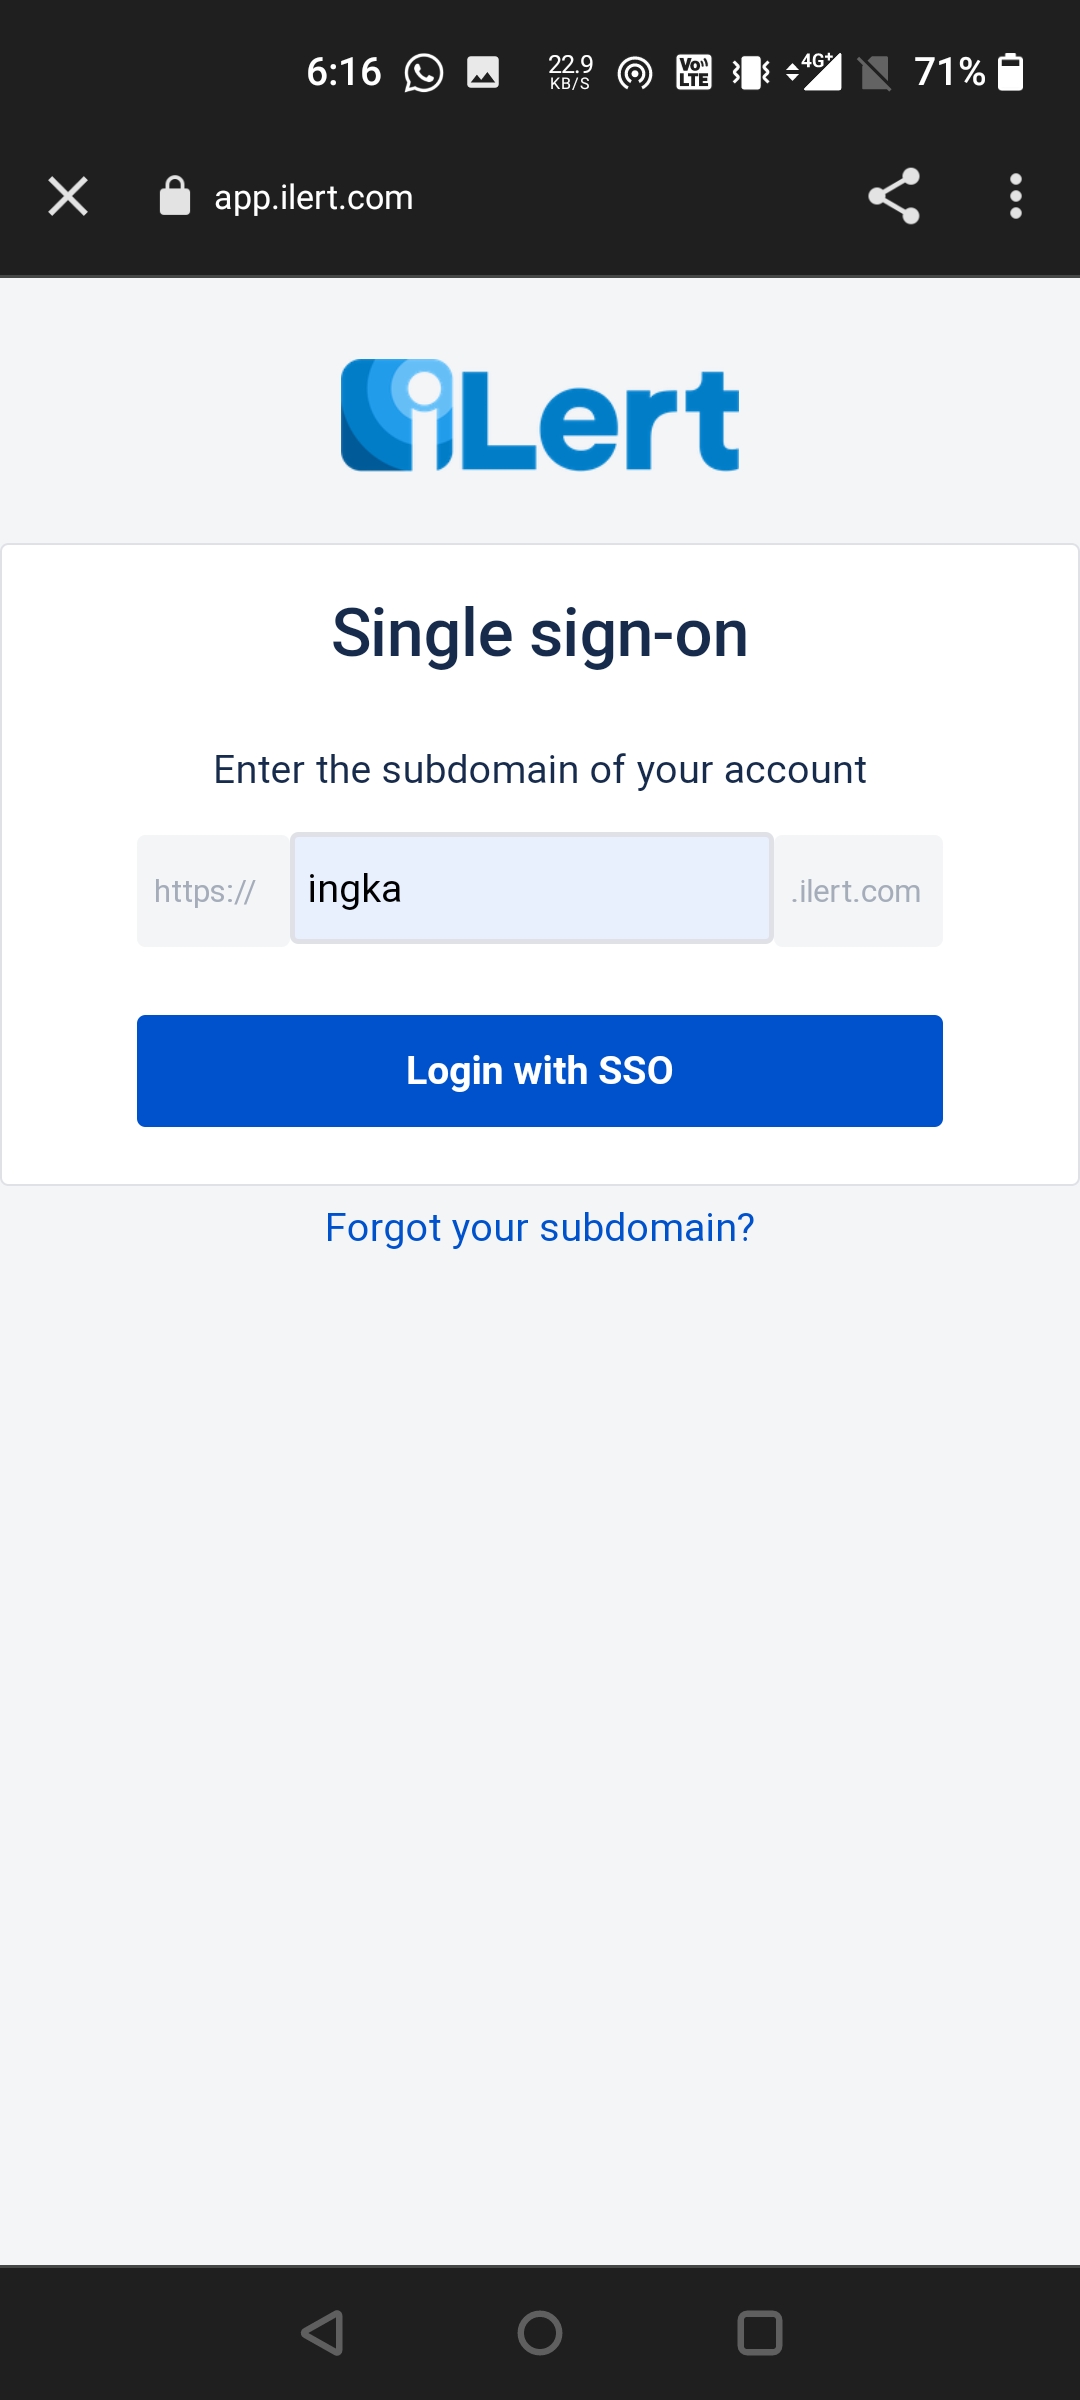 6:16 22.9 KB/S Vo)) LTE 4G+ 71%
app.ilert.com
iLert
Single sign-on
Enter the subdomain of your account
https:// ingka .ilert.com
Login with SSO
Forgot your subdomain?